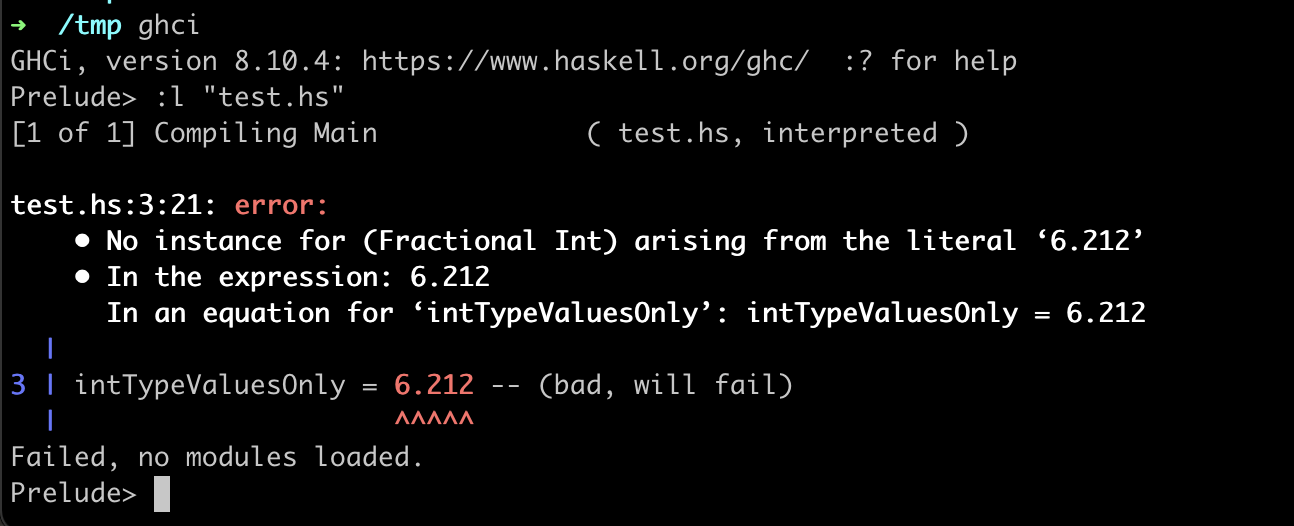 ➜  /tmp ghci
GHCi, version 8.10.4: https://www.haskell.org/ghc/  :? for help
Prelude> :l "test.hs"
[1 of 1] Compiling Main             ( test.hs, interpreted )

test.hs:3:21: error:
    • No instance for (Fractional Int) arising from the literal ‘6.212’
    • In the expression: 6.212
      In an equation for ‘intTypeValuesOnly’: intTypeValuesOnly = 6.212
  |
3 | intTypeValuesOnly = 6.212 -- (bad, will fail)
  |                     ^^^^^
Failed, no modules loaded.
Prelude>